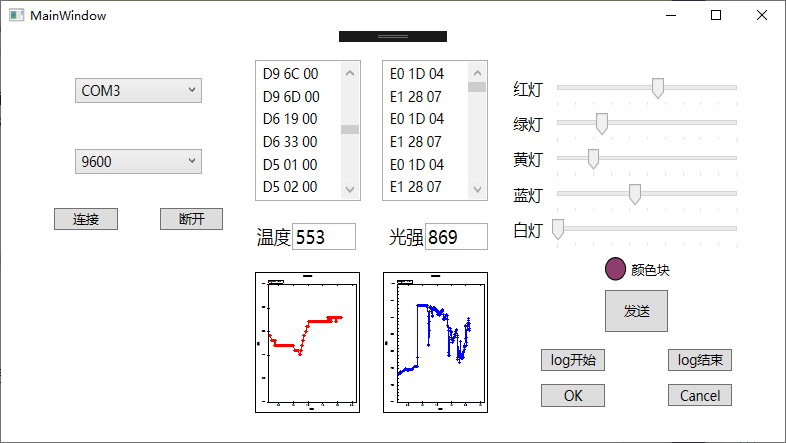 MainWindow
COM3
9600
连接
断开
D9 6C 00
D9 6D 00
D6 19 00
D6 33 00
D5 01 00
D5 02 00
E0 1D 04
E1 28 07
E0 1D 04
E1 28 07
E0 1D 04
E1 28 07
温度 553
光强 869
红灯
绿灯
黄灯
蓝灯
白灯
颜色块
发送
log开始
log结束
OK
Cancel